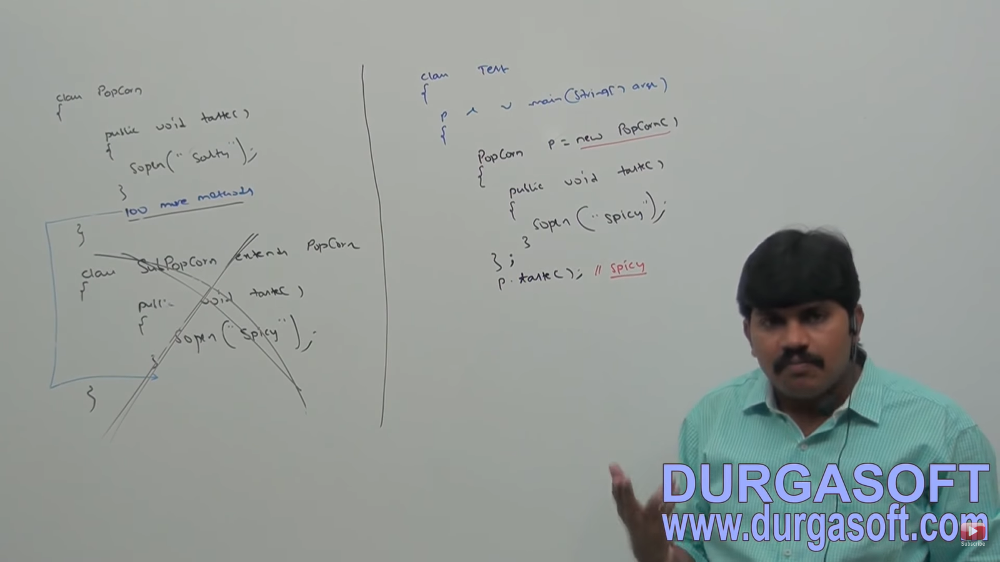 class PopCorn
{
public void taste()
{
sopln("salty");
}
100 more methods
}
class SubPopCorn extends PopCorn
{
public void taste()
{
sopln("spicy");
}
}
class Test
{
p s v main(String[] args)
{
PopCorn p = new PopCorn()
{
public void taste()
{
sopln("spicy");
}
};
p.taste(); // spicy
DURGASOFT
www.durgasoft.com
Subscribe